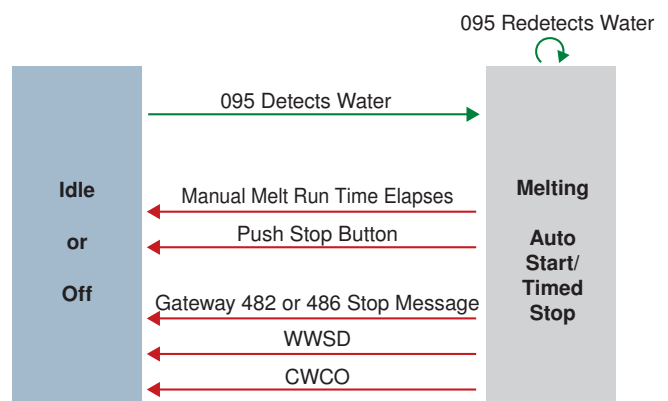 095 Redetects Water
095 Detects Water
Idle
or
Off
Manual Melt Run Time Elapses
Push Stop Button
Gateway 482 or 486 Stop Message
WWSD
CWCO
Melting
Auto
Start/
Timed
Stop